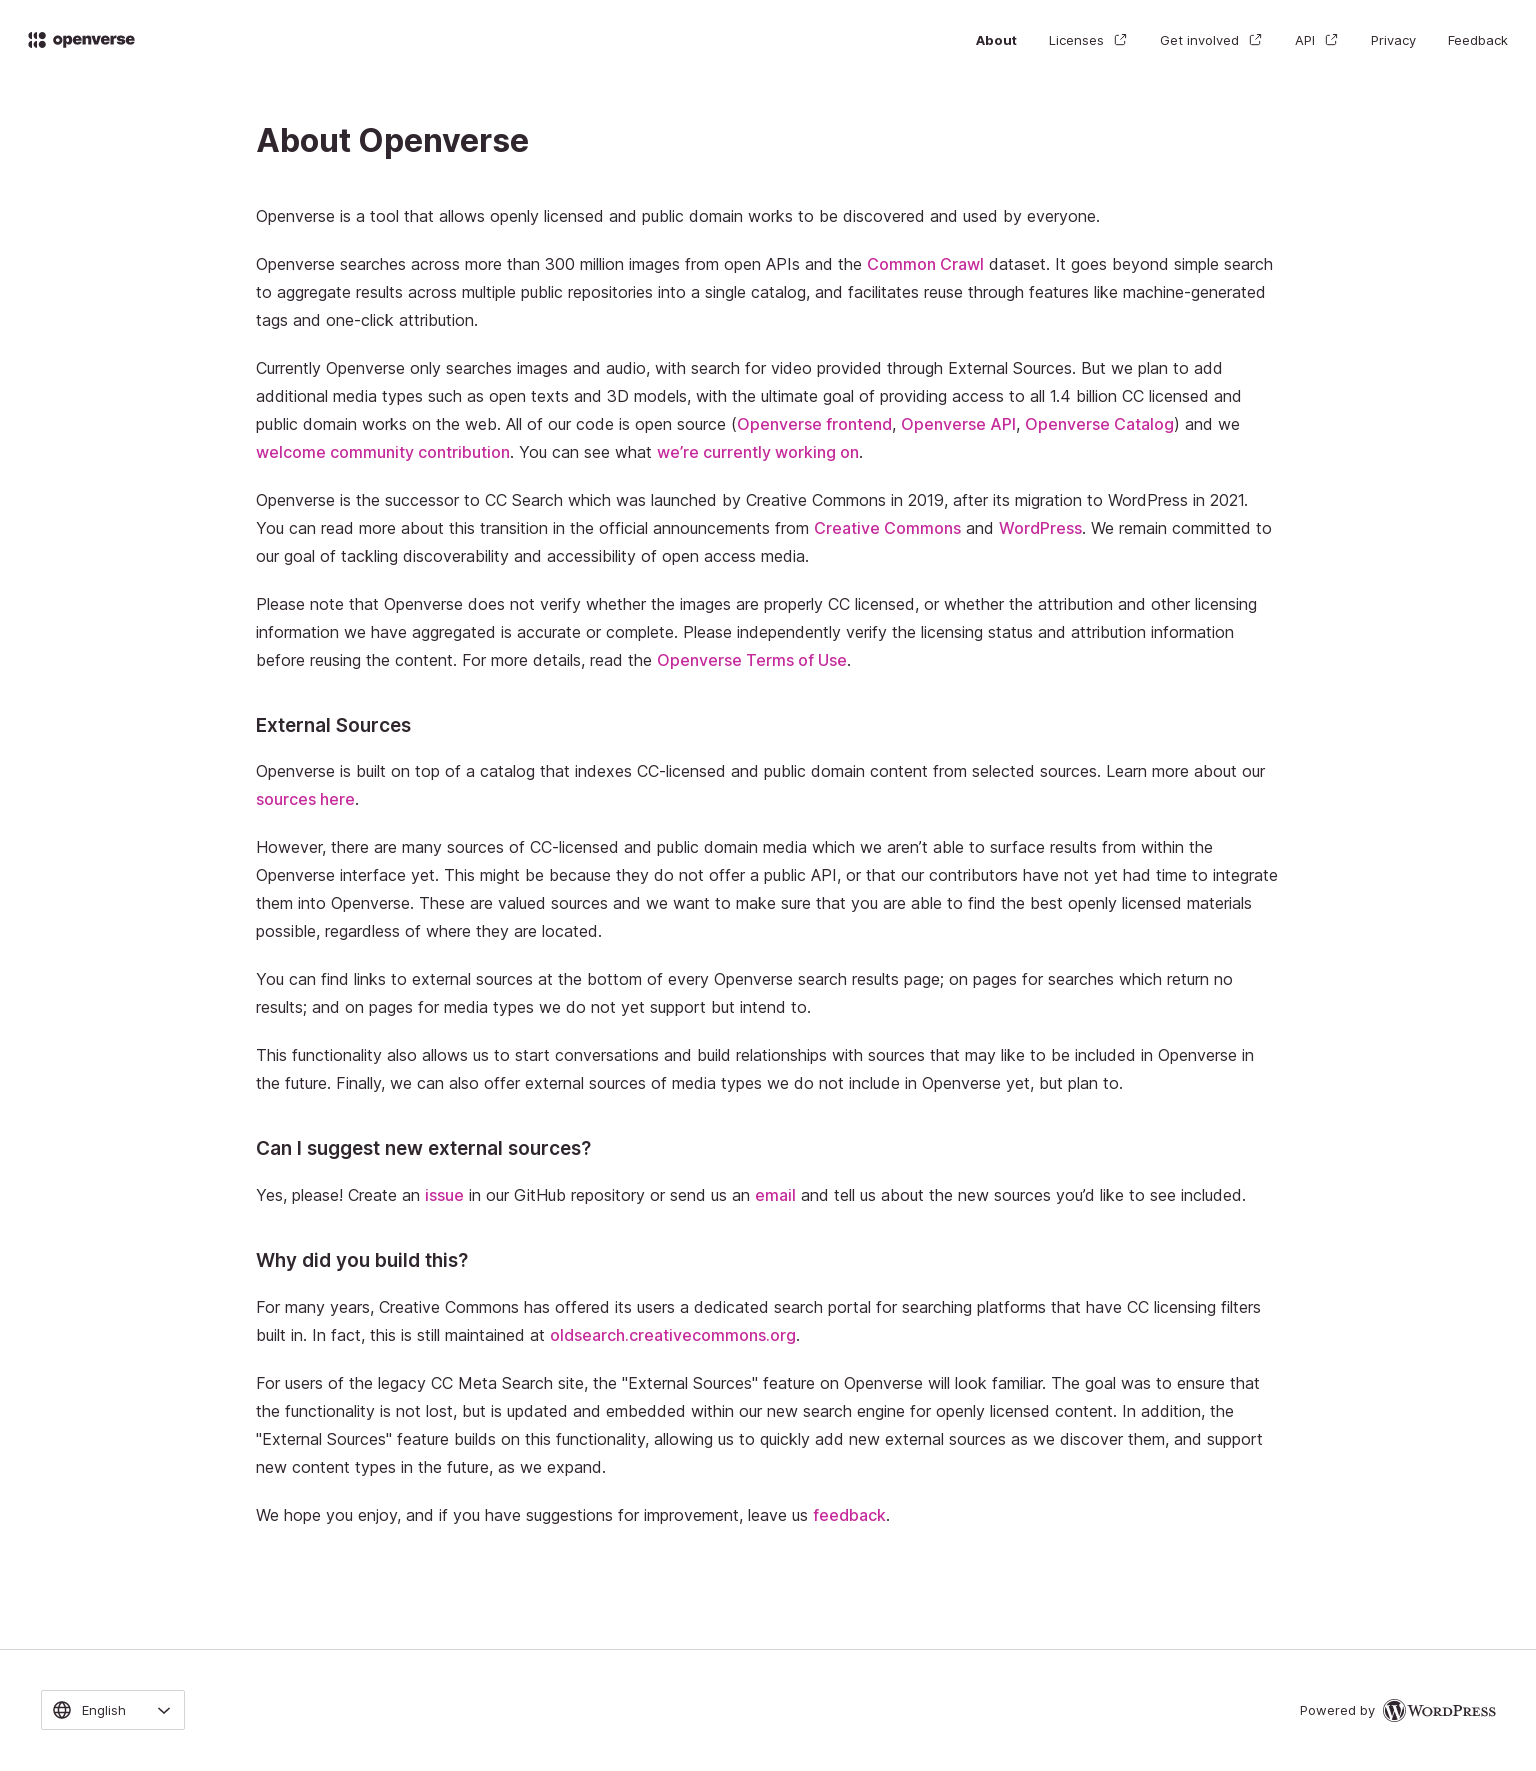 openverse
About Licenses Get involved API Privacy Feedback
About Openverse
Openverse is a tool that allows openly licensed and public domain works to be discovered and used by everyone.
Openverse searches across more than 300 million images from open APIs and the Common Crawl dataset. It goes beyond simple search
to aggregate results across multiple public repositories into a single catalog, and facilitates reuse through features like machine-generated
tags and one-click attribution.
Currently Openverse only searches images and audio, with search for video provided through External Sources. But we plan to add
additional media types such as open texts and 3D models, with the ultimate goal of providing access to all 1.4 billion CC licensed and
public domain works on the web. All of our code is open source (Openverse frontend, Openverse API, Openverse Catalog) and we
welcome community contribution. You can see what we’re currently working on.
Openverse is the successor to CC Search which was launched by Creative Commons in 2019, after its migration to WordPress in 2021.
You can read more about this transition in the official announcements from Creative Commons and WordPress. We remain committed to
our goal of tackling discoverability and accessibility of open access media.
Please note that Openverse does not verify whether the images are properly CC licensed, or whether the attribution and other licensing
information we have aggregated is accurate or complete. Please independently verify the licensing status and attribution information
before reusing the content. For more details, read the Openverse Terms of Use.
External Sources
Openverse is built on top of a catalog that indexes CC-licensed and public domain content from selected sources. Learn more about our
sources here.
However, there are many sources of CC-licensed and public domain media which we aren’t able to surface results from within the
Openverse interface yet. This might be because they do not offer a public API, or that our contributors have not yet had time to integrate
them into Openverse. These are valued sources and we want to make sure that you are able to find the best openly licensed materials
possible, regardless of where they are located.
You can find links to external sources at the bottom of every Openverse search results page; on pages for searches which return no
results; and on pages for media types we do not yet support but intend to.
This functionality also allows us to start conversations and build relationships with sources that may like to be included in Openverse in
the future. Finally, we can also offer external sources of media types we do not include in Openverse yet, but plan to.
Can I suggest new external sources?
Yes, please! Create an issue in our GitHub repository or send us an email and tell us about the new sources you’d like to see included.
Why did you build this?
For many years, Creative Commons has offered its users a dedicated search portal for searching platforms that have CC licensing filters
built in. In fact, this is still maintained at oldsearch.creativecommons.org.
For users of the legacy CC Meta Search site, the "External Sources" feature on Openverse will look familiar. The goal was to ensure that
the functionality is not lost, but is updated and embedded within our new search engine for openly licensed content. In addition, the
"External Sources" feature builds on this functionality, allowing us to quickly add new external sources as we discover them, and support
new content types in the future, as we expand.
We hope you enjoy, and if you have suggestions for improvement, leave us feedback.
English
Powered by WORDPRESS